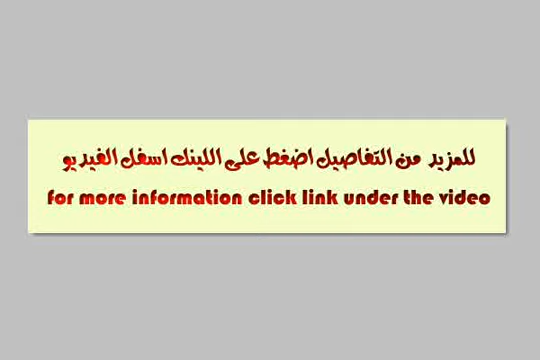 للمزيد من التفاصيل اضغط على اللينك اسفل الفيديو
for more information click link under the video